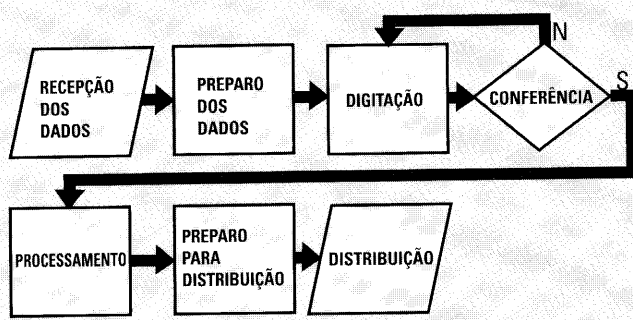 RECEPÇÃO
DOS
DADOS
PREPARO
DOS
DADOS
DIGITAÇÃO
CONFERÊNCIA
N
S
PROCESSAMENTO
PREPARO
PARA
DISTRIBUIÇÃO
DISTRIBUIÇÃO